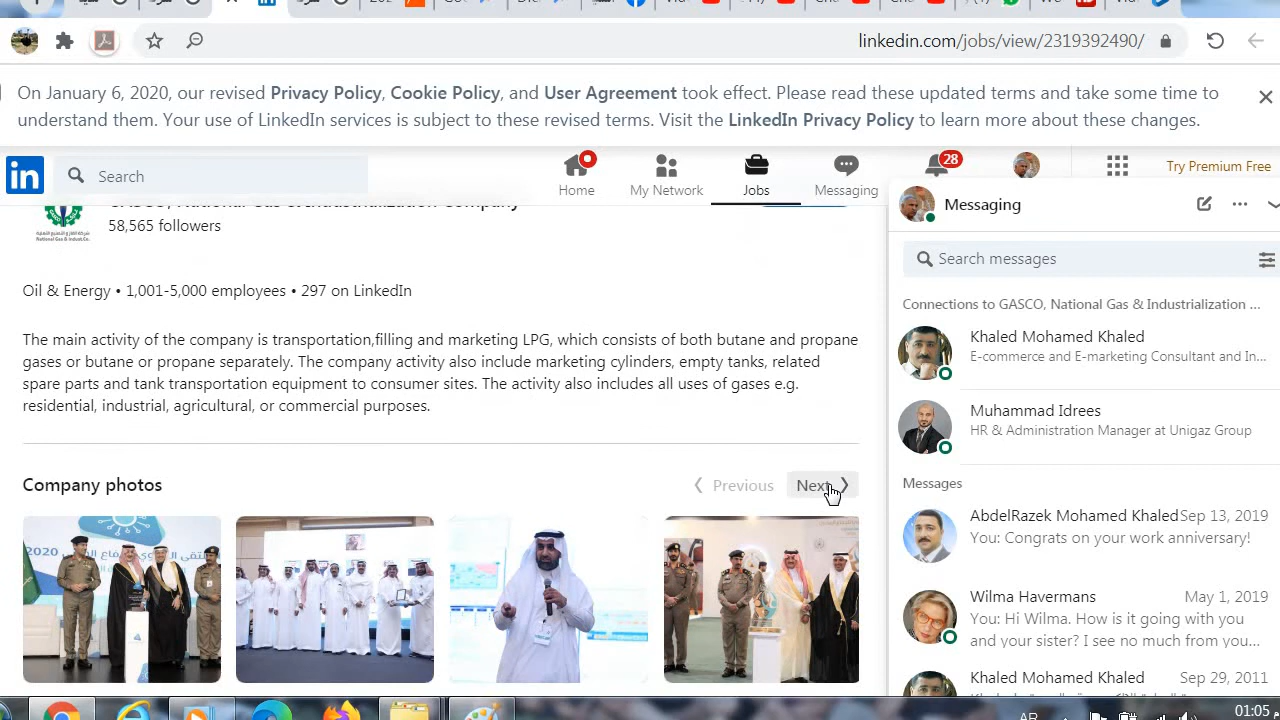 linkedin.com/jobs/view/2319392490/
On January 6, 2020, our revised Privacy Policy, Cookie Policy, and User Agreement took effect. Please read these updated terms and take some time to
understand them. Your use of LinkedIn services is subject to these revised terms. Visit the LinkedIn Privacy Policy to learn more about these changes.
in
Search
28
Home
My Network
Jobs
Messaging
Try Premium Free
58,565 followers
Oil & Energy • 1,001-5,000 employees • 297 on LinkedIn
The main activity of the company is transportation,filling and marketing LPG, which consists of both butane and propane
gases or butane or propane separately. The company activity also include marketing cylinders, empty tanks, related
spare parts and tank transportation equipment to consumer sites. The activity also includes all uses of gases e.g.
residential, industrial, agricultural, or commercial purposes.
Company photos
Previous
Next
2020
Messaging
Search messages
Connections to GASCO, National Gas & Industrialization ...
Khaled Mohamed Khaled
E-commerce and E-marketing Consultant and In...
Muhammad Idrees
HR & Administration Manager at Unigaz Group
Messages
AbdelRazek Mohamed Khaled Sep 13, 2019
You: Congrats on your work anniversary!
Wilma Havermans May 1, 2019
You: Hi Wilma. How is it going with you
and your sister? I see no much from you...
Khaled Mohamed Khaled Sep 29, 2011
01:05